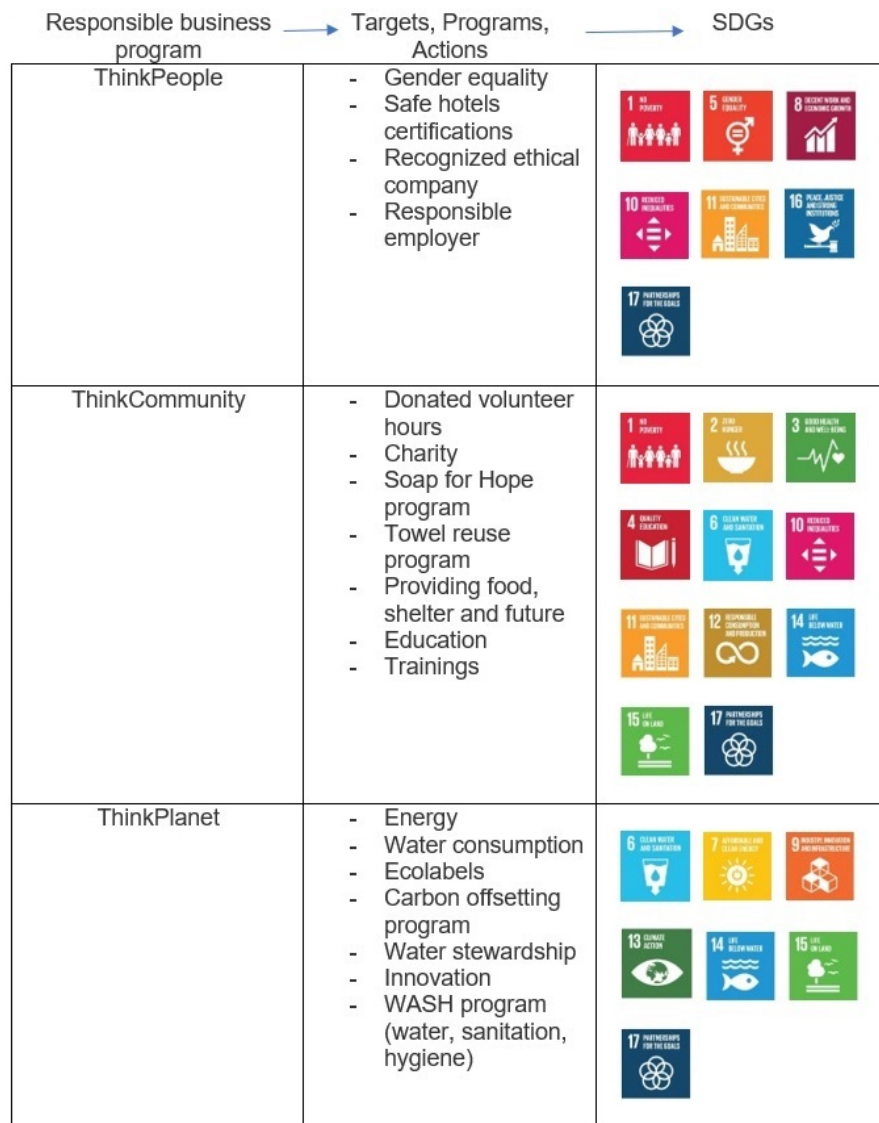 Responsible business
program
Targets, Programs,
Actions
SDGs
ThinkPeople
- Gender equality
- Safe hotels
certifications
- Recognized ethical
company
- Responsible
employer
1 NO
POVERTY
5 GENDER
EQUALITY
8 DECENT WORK AND
ECONOMIC GROWTH
10 REDUCED
INEQUALITIES
11 SUSTAINABLE CITIES
AND COMMUNITIES
16 PEACE, JUSTICE
AND STRONG
INSTITUTIONS
17 PARTNERSHIPS
FOR THE GOALS
ThinkCommunity
- Donated volunteer
hours
- Charity
- Soap for Hope
program
- Towel reuse
program
- Providing food,
shelter and future
- Education
- Trainings
1 NO
POVERTY
2 ZERO
HUNGER
3 GOOD HEALTH
AND WELL-BEING
4 QUALITY
EDUCATION
6 CLEAN WATER
AND SANITATION
10 REDUCED
INEQUALITIES
11 SUSTAINABLE CITIES
AND COMMUNITIES
12 RESPONSIBLE
CONSUMPTION
AND PRODUCTION
14 LIFE
BELOW WATER
15 LIFE
ON LAND
17 PARTNERSHIPS
FOR THE GOALS
ThinkPlanet
- Energy
- Water consumption
- Ecolabels
- Carbon offsetting
program
- Water stewardship
- Innovation
- WASH program
(water, sanitation,
hygiene)
6 CLEAN WATER
AND SANITATION
7 AFFORDABLE AND
CLEAN ENERGY
9 INDUSTRY, INNOVATION
AND INFRASTRUCTURE
13 CLIMATE
ACTION
14 LIFE
BELOW WATER
15 LIFE
ON LAND
17 PARTNERSHIPS
FOR THE GOALS